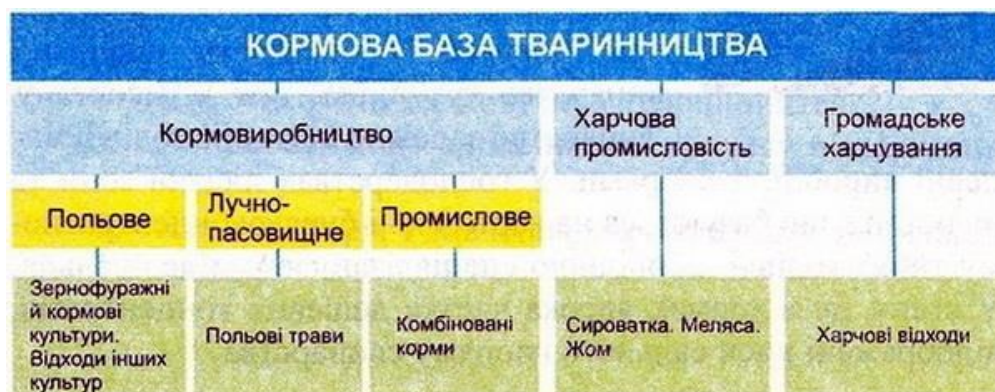 КОРМОВА БАЗА ТВАРИННИЦТВА
Кормовиробництво
Харчова
промисловість
Громадське
харчування
Польове
Лучно-
пасовищне
Промислове
Зернофуражні
й кормові
культури.
Відходи інших
культур
Польові трави
Комбіновані
корми
Сироватка. Меляса.
Жом
Харчові відходи